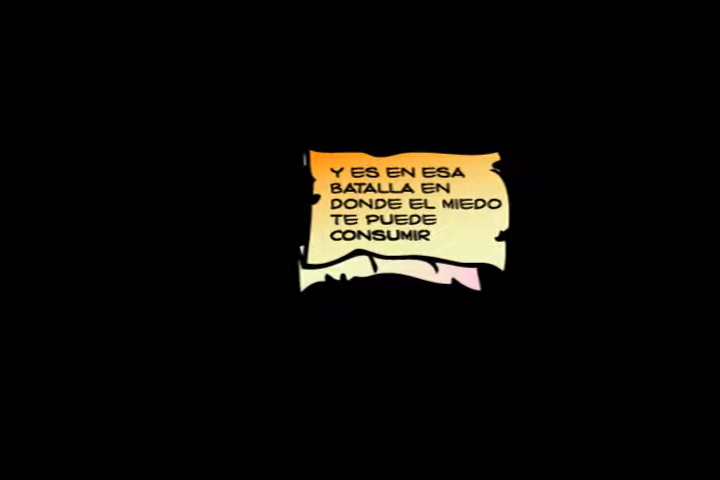 Y ES EN ESA
BATALLA EN
DONDE EL MIEDO
TE PUEDE
CONSUMIR